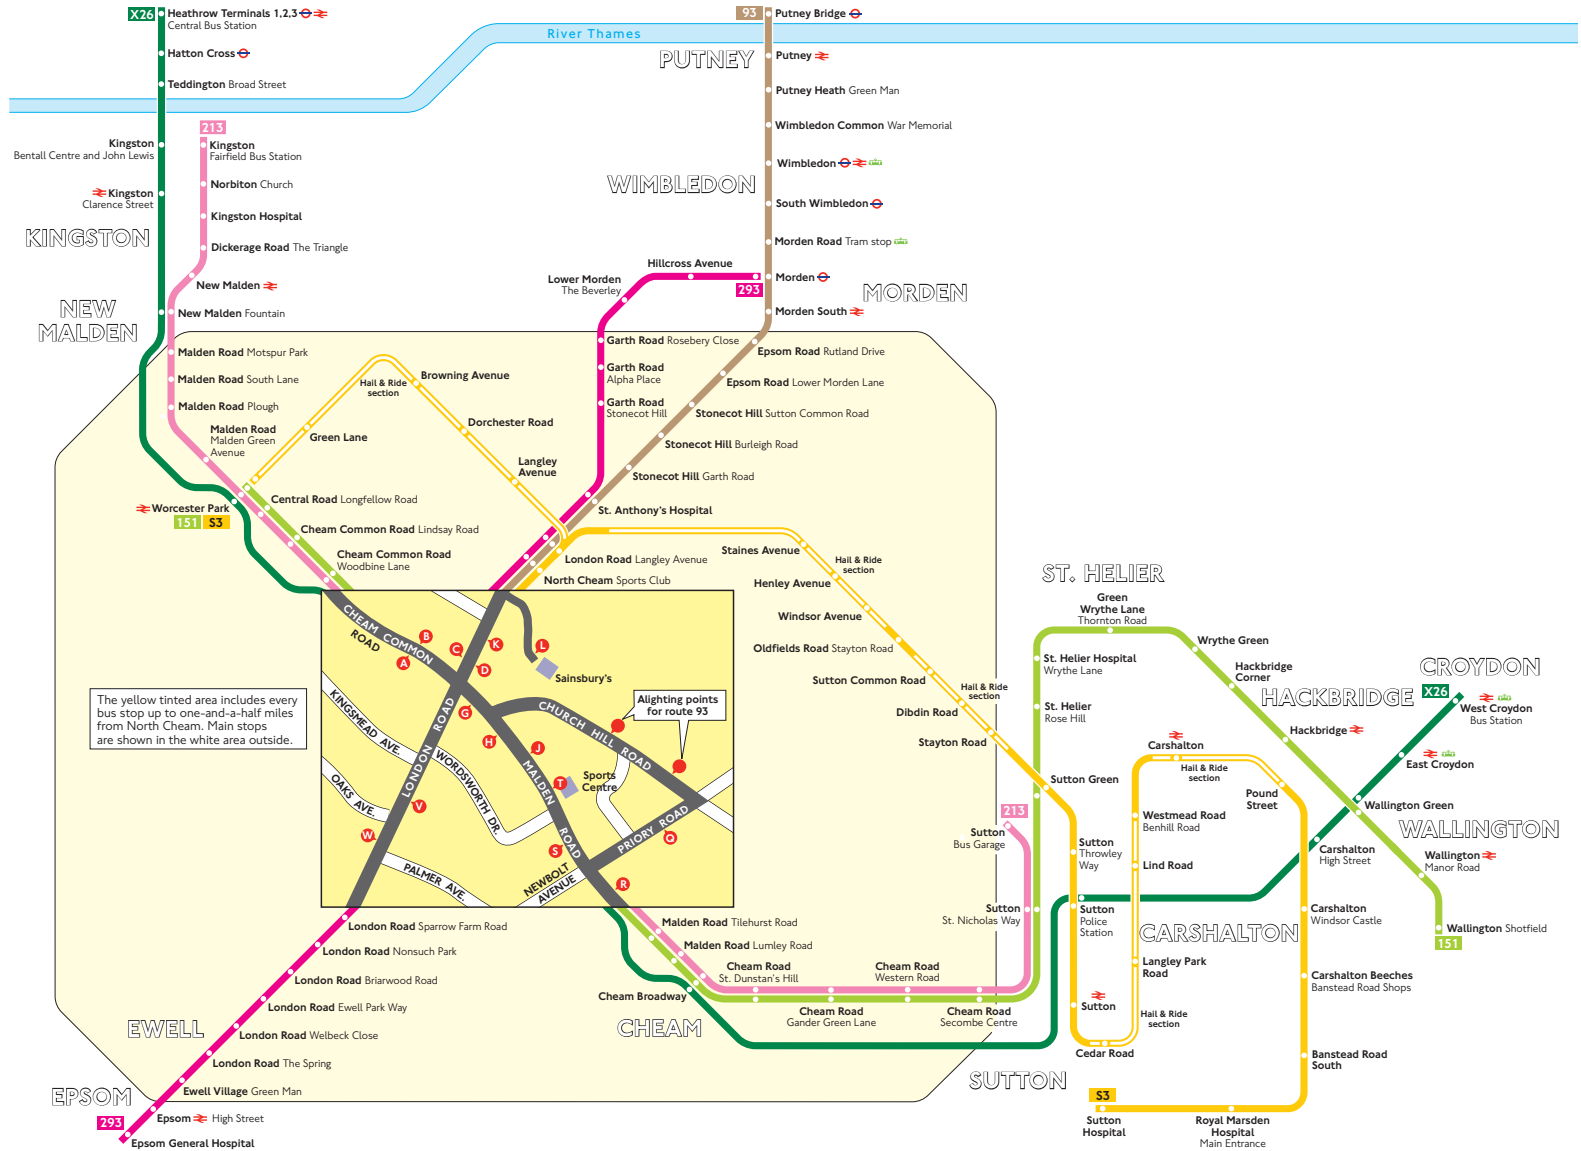 X26
Heathrow Terminals 1,2,3
Central Bus Station
Hatton Cross
Teddington Broad Street
River Thames
93
Putney Bridge
PUTNEY
Putney
Putney Heath Green Man
Wimbledon Common War Memorial
Wimbledon
WIMBLEDON
South Wimbledon
Morden Road Tram stop
Morden
MORDEN
Morden South
Kingston
Bentall Centre and John Lewis
Kingston
Clarence Street
KINGSTON
213
Kingston
Fairfield Bus Station
Norbiton Church
Kingston Hospital
Dickerage Road The Triangle
New Malden
NEW
MALDEN
New Malden Fountain
Malden Road Motspur Park
Malden Road South Lane
Malden Road Plough
Malden Road
Malden Green
Avenue
Worcester Park
151 S3
Central Road Longfellow Road
Cheam Common Road Lindsay Road
Cheam Common Road
Woodbine Lane
Green Lane
Hail & Ride
section
Browning Avenue
Dorchester Road
Langley
Avenue
Hillcross Avenue
Lower Morden
The Beverley
293
Garth Road Rosebery Close
Garth Road
Alpha Place
Garth Road
Stonecot Hill
Epsom Road Rutland Drive
Epsom Road Lower Morden Lane
Stonecot Hill Sutton Common Road
Stonecot Hill Burleigh Road
Stonecot Hill Garth Road
St. Anthony's Hospital
London Road Langley Avenue
North Cheam Sports Club
Staines Avenue
Hail & Ride
section
Henley Avenue
Windsor Avenue
Oldfields Road Stayton Road
Sutton Common Road
Hail & Ride
section
Dibdin Road
Stayton Road
Sutton Green
CHEAM COMMON
ROAD
A
B
C
D
K
L
Sainsbury's
Alighting points
for route 93
KINGSMEAD AVE.
OAKS AVE.
LONDON ROAD
WORDSWORTH DR.
G
H
J
CHURCH HILL ROAD
MALDEN ROAD
T
Sports
Centre
PRIORY ROAD
Q
V
W
S
R
PALMER AVE.
NEWBOLT
AVENUE
The yellow tinted area includes every
bus stop up to one-and-a-half miles
from North Cheam. Main stops
are shown in the white area outside.
London Road Sparrow Farm Road
London Road Nonsuch Park
London Road Briarwood Road
London Road Ewell Park Way
London Road Welbeck Close
London Road The Spring
Ewell Village Green Man
EWELL
EPSOM
Epsom High Street
293
Epsom General Hospital
Malden Road Tilehurst Road
Malden Road Lumley Road
Cheam Broadway
CHEAM
Cheam Road
St. Dunstan's Hill
Cheam Road
Gander Green Lane
Cheam Road
Western Road
Cheam Road
Secombe Centre
213
Sutton
Bus Garage
Sutton
St. Nicholas Way
ST. HELIER
Green
Wrythe Lane
Thornton Road
St. Helier Hospital
Wrythe Lane
St. Helier
Rose Hill
Wrythe Green
Hackbridge
Corner
HACKBRIDGE
Hackbridge
CROYDON
X26
West Croydon
Bus Station
East Croydon
Wallington Green
WALLINGTON
Wallington
Manor Road
Wallington Shotfield
151
Carshalton
High Street
Carshalton
Hail & Ride
section
Pound
Street
Westmead Road
Benhill Road
Lind Road
Sutton
Throwley
Way
Sutton
Police
Station
CARSHALTON
Langley Park
Road
Sutton
Hail & Ride
section
Cedar Road
SUTTON
Carshalton
Windsor Castle
Carshalton Beeches
Banstead Road Shops
Banstead Road
South
S3
Sutton
Hospital
Royal Marsden
Hospital
Main Entrance